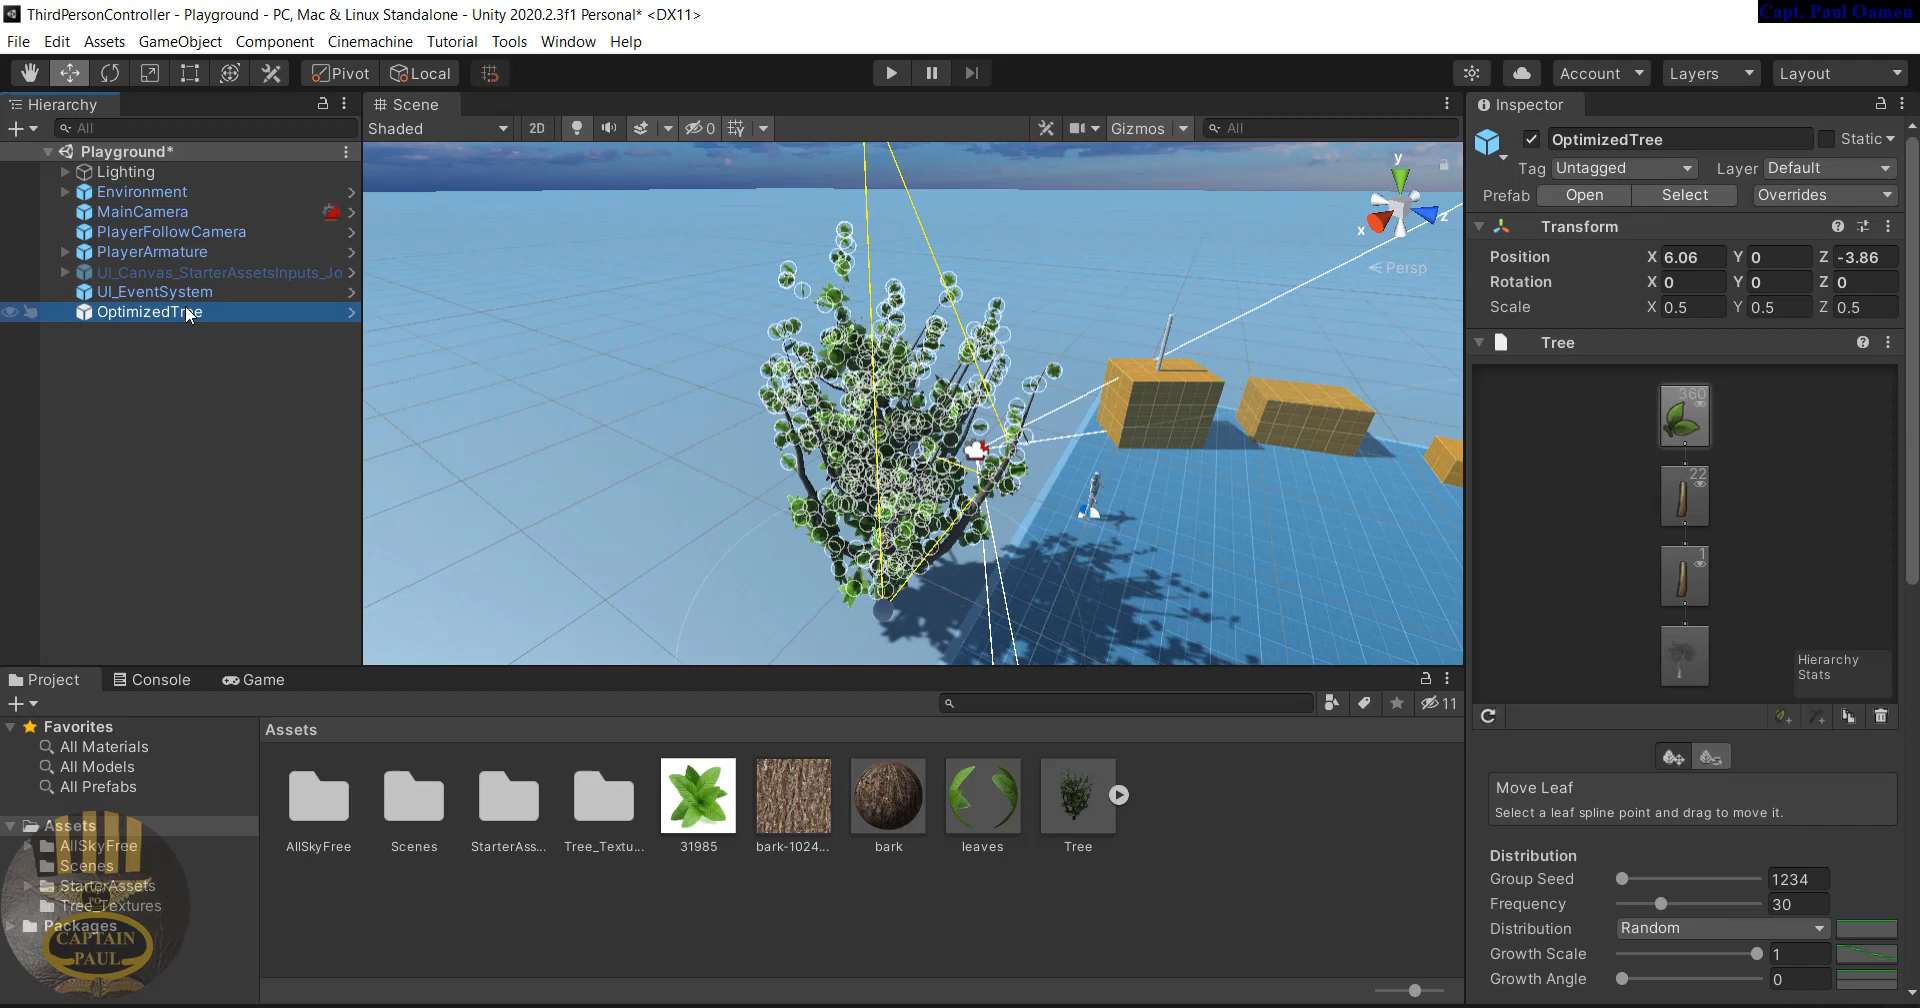 ThirdPersonController - Playground - PC, Mac & Linux Standalone - Unity 2020.2.3f1 Personal* <DX11>
Capt. Paul Oamen
File Edit Assets GameObject Component Cinemachine Tutorial Tools Window Help
Pivot Local Account Layers Layout
Hierarchy
All
Playground*
Lighting
Environment
MainCamera
PlayerFollowCamera
PlayerArmature
UI_Canvas_StarterAssetsInputs_Jo
UI_EventSystem
OptimizedTree
Scene
Shaded 2D 0 Gizmos All
y
x
z
Persp
Inspector
OptimizedTree Static
Tag Untagged Layer Default
Prefab Open Select Overrides
Transform
Position X 6.06 Y 0 Z -3.86
Rotation X 0 Y 0 Z 0
Scale X 0.5 Y 0.5 Z 0.5
Tree
360
22
1
Hierarchy
Stats
Move Leaf
Select a leaf spline point and drag to move it.
Distribution
Group Seed 1234
Frequency 30
Distribution Random
Growth Scale 1
Growth Angle 0
Project Console Game
11
Favorites
All Materials
All Models
All Prefabs
Assets
AllSkyFree
Scenes
StarterAssets
Tree_Textures
Packages
CAPTAIN
PAUL
Assets
AllSkyFree
Scenes
StarterAss...
Tree_Textu...
31985
bark-1024...
bark
leaves
Tree